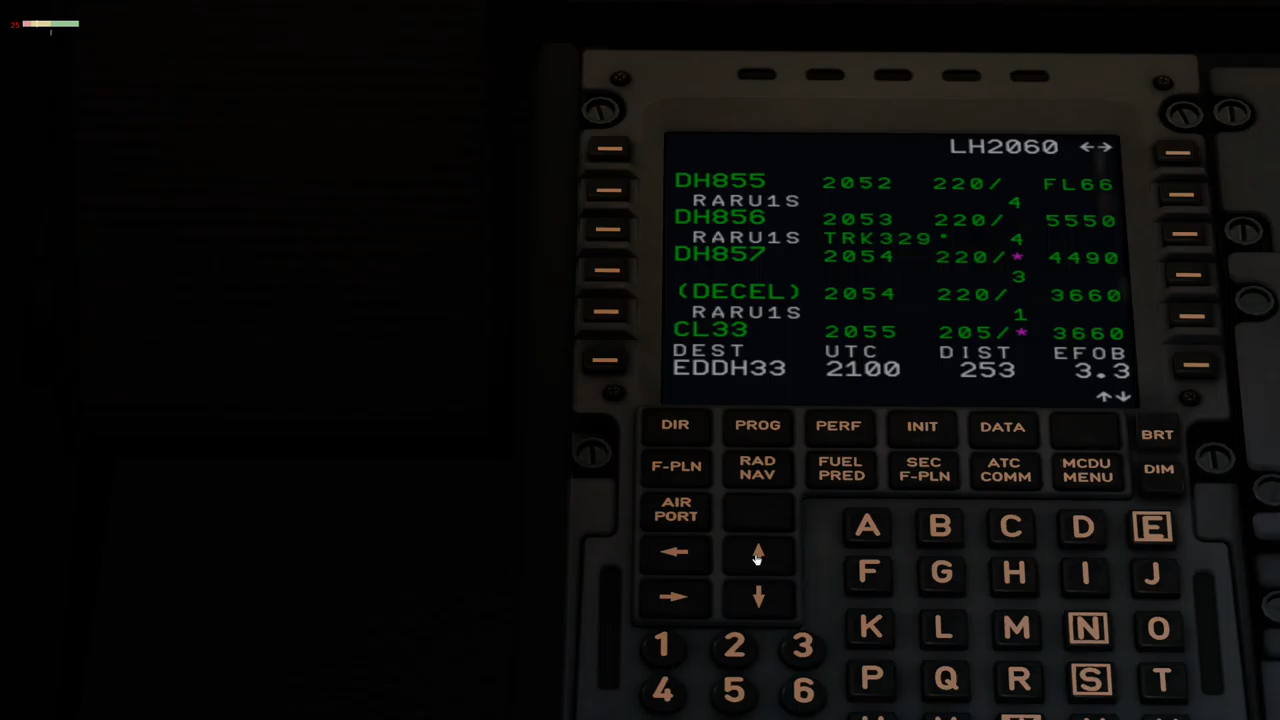 25
LH2060 ←→
DH855 2052 220/ FL66
RARU1S 4
DH856 2053 220/ 5550
RARU1S TRK329° 4
DH857 2054 220/* 4490
3
(DECEL) 2054 220/ 3660
RARU1S 1
CL33 2055 205/* 3660
DEST UTC DIST EFOB
EDDH33 2100 253 3.3
↑↓
DIR PROG PERF INIT DATA BRT
F-PLN RAD NAV FUEL PRED SEC F-PLN ATC COMM MCDU MENU DIM
AIR PORT
A B C D E
← ↑
F G H I J
→ ↓
K L M N O
1 2 3
P Q R S T
4 5 6